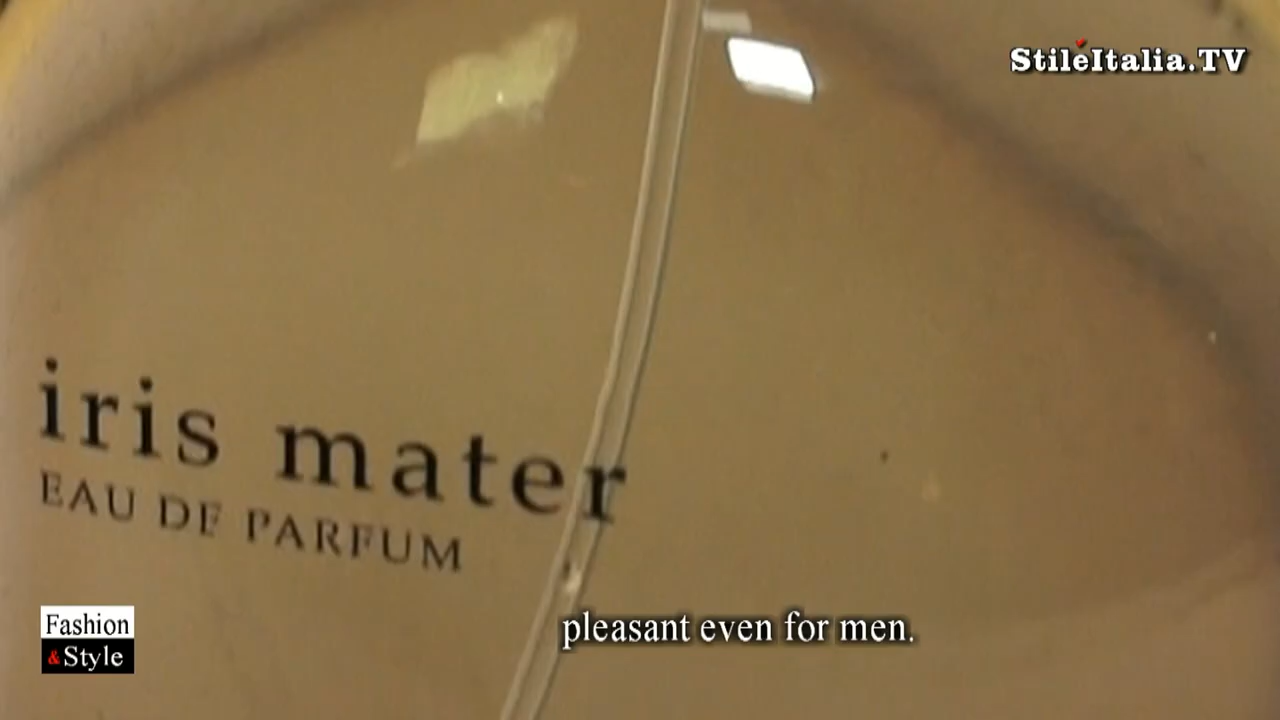 StileItalia.TV
iris mater
EAU DE PARFUM
Fashion
&Style
pleasant even for men.